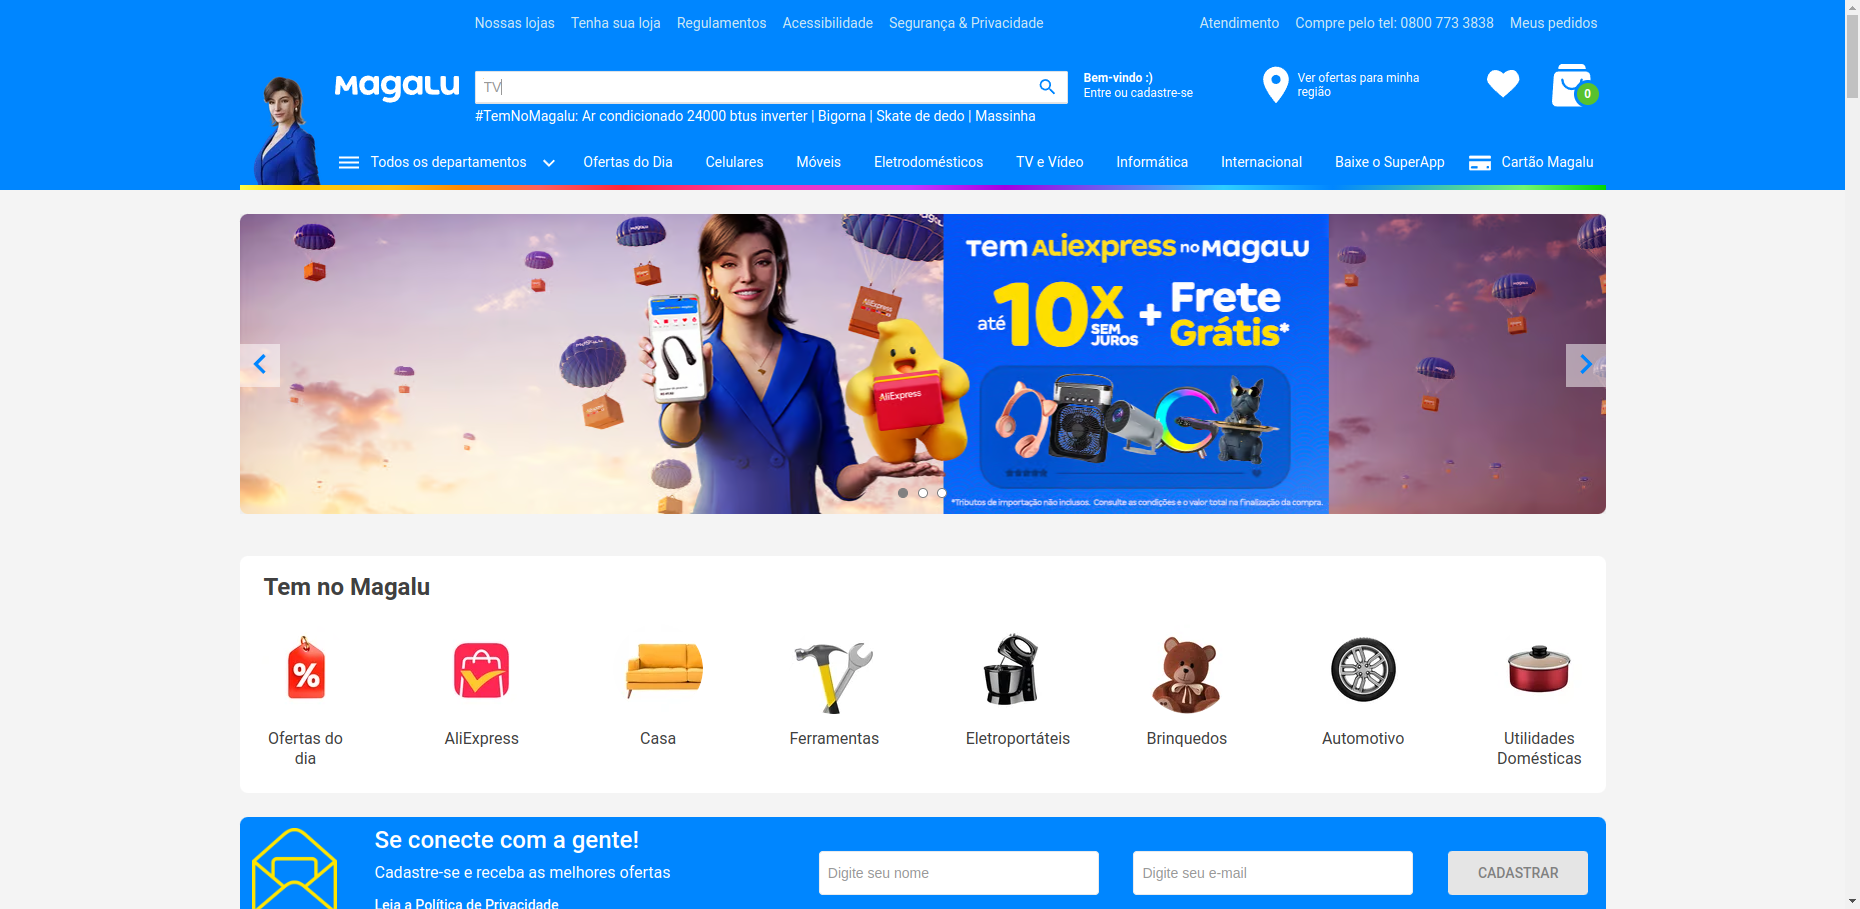 Nossas lojas Tenha sua loja Regulamentos Acessibilidade Segurança & Privacidade Atendimento Compre pelo tel: 0800 773 3838 Meus pedidos
Magalu
TV
Bem-vindo :)
Entre ou cadastre-se
Ver ofertas para minha
região
0
#TemNoMagalu: Ar condicionado 24000 btus inverter | Bigorna | Skate de dedo | Massinha
Todos os departamentos Ofertas do Dia Celulares Móveis Eletrodomésticos TV e Vídeo Informática Internacional Baixe o SuperApp Cartão Magalu
Tem AliExpress no Magalu
até 10x SEM JUROS + Frete Grátis*
AliExpress
AliExpress
*Tributos de importação não inclusos. Consulte as condições e o valor total na finalização da compra.
Tem no Magalu
%
Ofertas do
dia
AliExpress
Casa
Ferramentas
Eletroportáteis
Brinquedos
Automotivo
Utilidades
Domésticas
Se conecte com a gente!
Cadastre-se e receba as melhores ofertas
Leia a Política de Privacidade
Digite seu nome
Digite seu e-mail
CADASTRAR